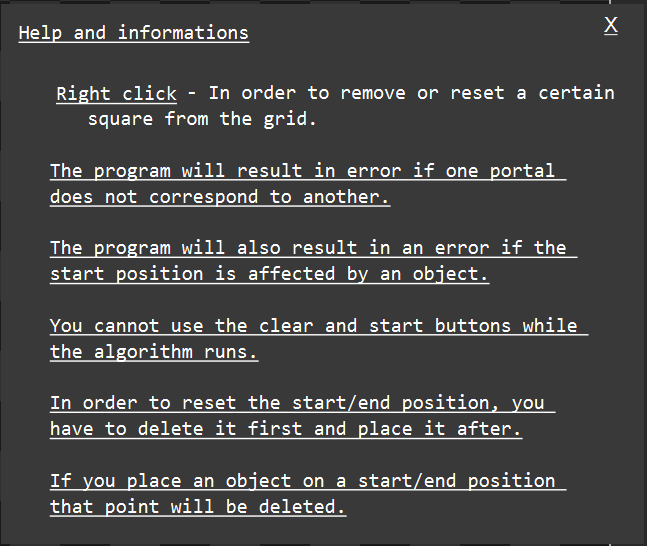 Help and informations
X
Right click - In order to remove or reset a certain
square from the grid.
The program will result in error if one portal
does not correspond to another.
The program will also result in an error if the
start position is affected by an object.
You cannot use the clear and start buttons while
the algorithm runs.
In order to reset the start/end position, you
have to delete it first and place it after.
If you place an object on a start/end position
that point will be deleted.